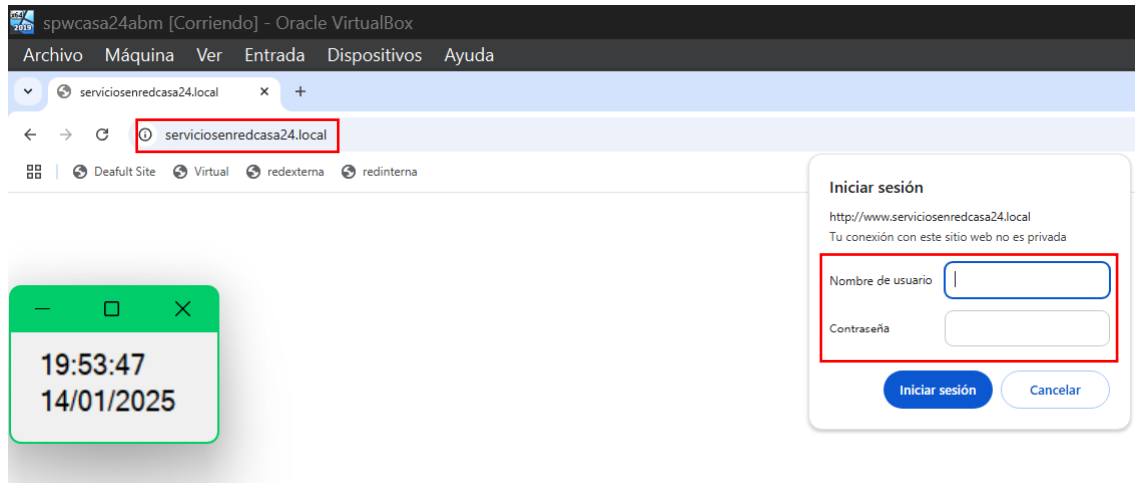 x64
2019
spwcasa24abm [Corriendo] - Oracle VirtualBox
Archivo Máquina Ver Entrada Dispositivos Ayuda
serviciosenredcasa24.local
serviciosenredcasa24.local
Deafult Site Virtual redexterna redinterna
Iniciar sesión
http://www.serviciosenredcasa24.local
Tu conexión con este sitio web no es privada
Nombre de usuario
Contraseña
Iniciar sesión Cancelar
19:53:47
14/01/2025